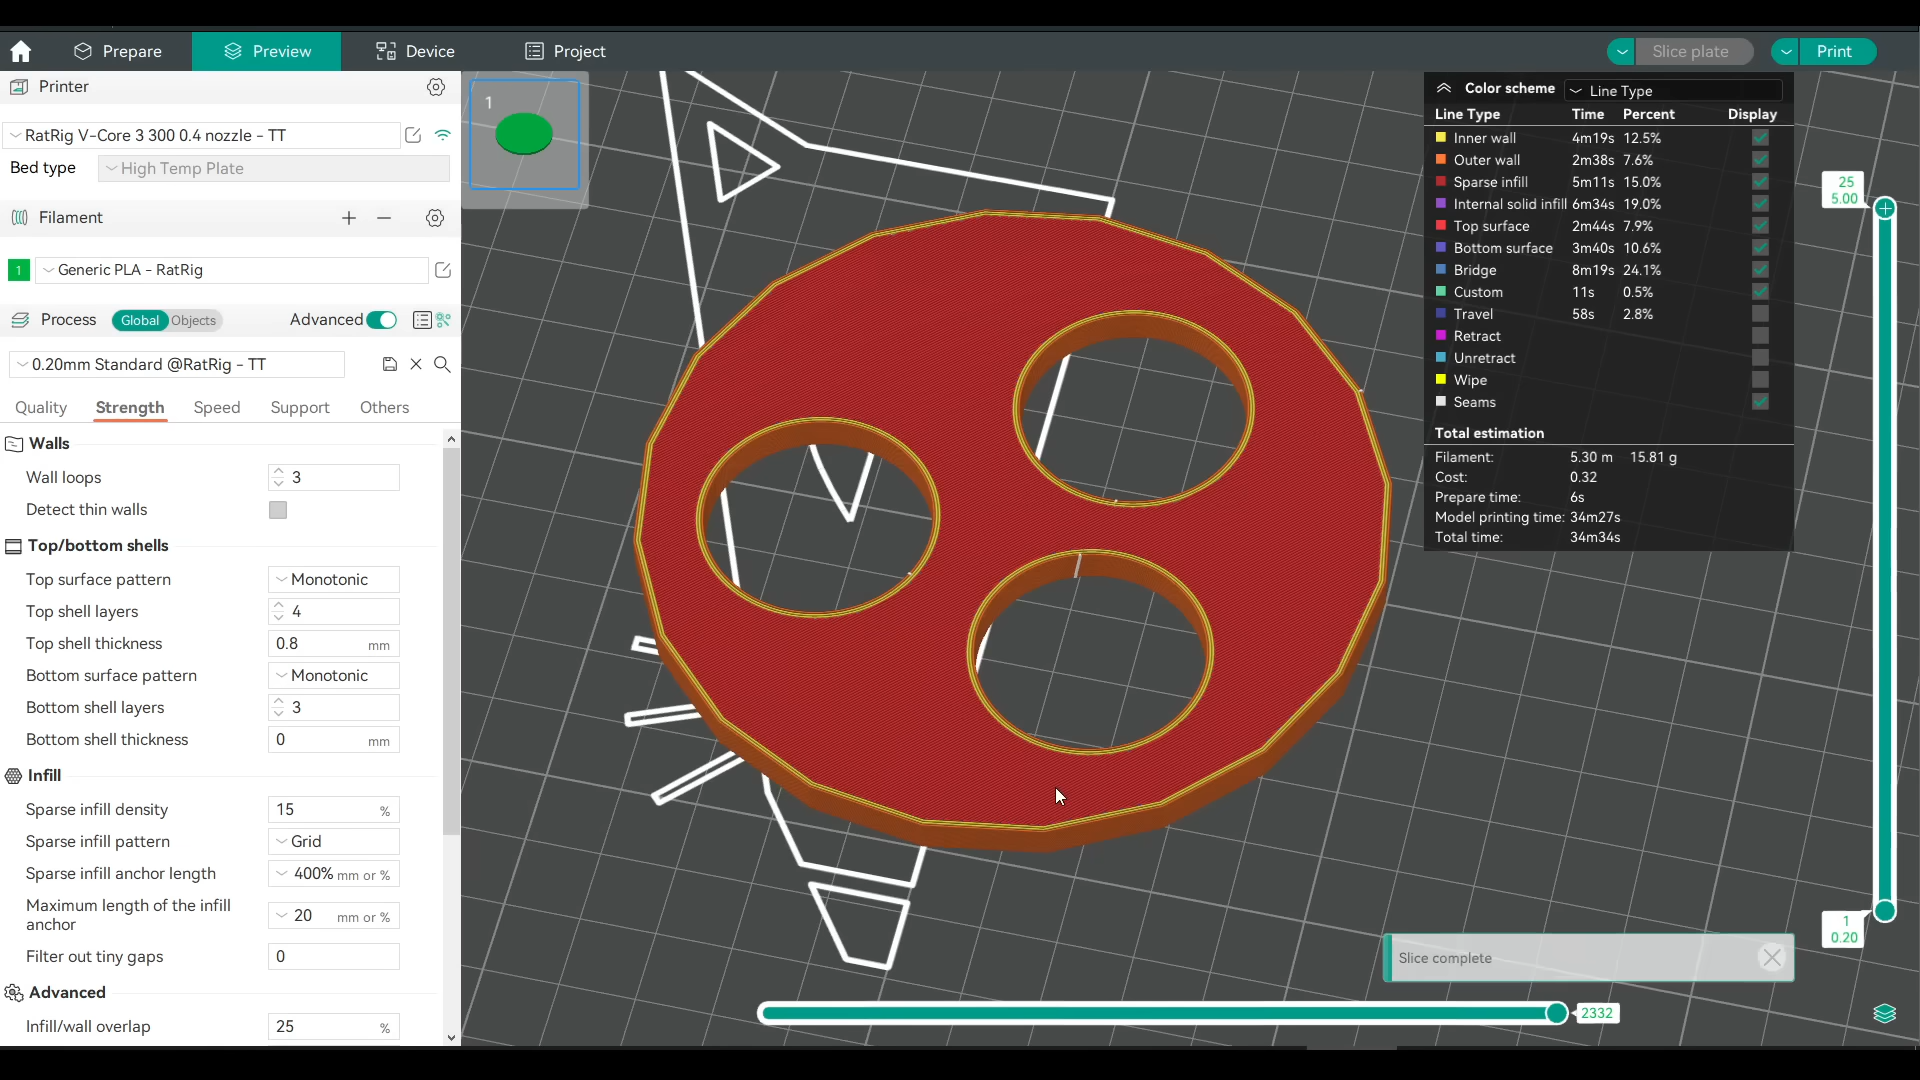 Prepare
Preview
Device
Project
Slice plate
Print
Printer
RatRig V-Core 3 300 0.4 nozzle - TT
Bed type
High Temp Plate
Filament
1
Generic PLA - RatRig
Process
Global
Objects
Advanced
0.20mm Standard @RatRig - TT
Quality
Strength
Speed
Support
Others
Walls
Wall loops 3
Detect thin walls
Top/bottom shells
Top surface pattern Monotonic
Top shell layers 4
Top shell thickness 0.8 mm
Bottom surface pattern Monotonic
Bottom shell layers 3
Bottom shell thickness 0 mm
Infill
Sparse infill density 15 %
Sparse infill pattern Grid
Sparse infill anchor length 400% mm or %
Maximum length of the infill
anchor
20 mm or %
Filter out tiny gaps 0
Advanced
Infill/wall overlap 25 %
1
Color scheme Line Type
Line Type Time Percent Display
Inner wall 4m19s 12.5%
Outer wall 2m38s 7.6%
Sparse infill 5m11s 15.0%
Internal solid infill 6m34s 19.0%
Top surface 2m44s 7.9%
Bottom surface 3m40s 10.6%
Bridge 8m19s 24.1%
Custom 11s 0.5%
Travel 58s 2.8%
Retract
Unretract
Wipe
Seams
Total estimation
Filament: 5.30 m 15.81 g
Cost: 0.32
Prepare time: 6s
Model printing time: 34m27s
Total time: 34m34s
25
5.00
1
0.20
Slice complete
2332